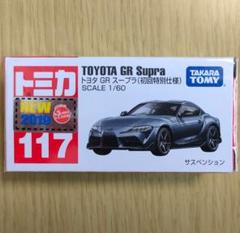 トミカ
TOYOTA GR Supra
トヨタ GR スープラ(初回特別仕様)
SCALE 1/60
TAKARA
TOMY
NEW
2019
117
サスペンション